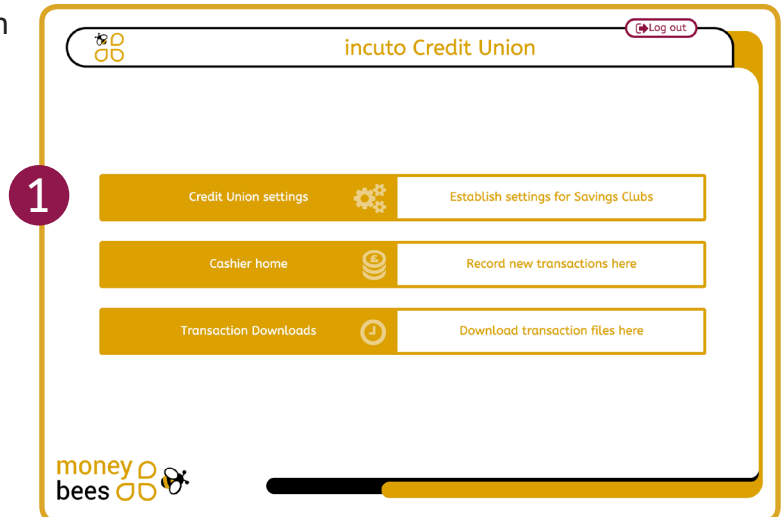 n
Log out
incuto Credit Union
1
Credit Union settings
Establish settings for Savings Clubs
Cashier home
£
Record new transactions here
Transaction Downloads
Download transaction files here
money
bees